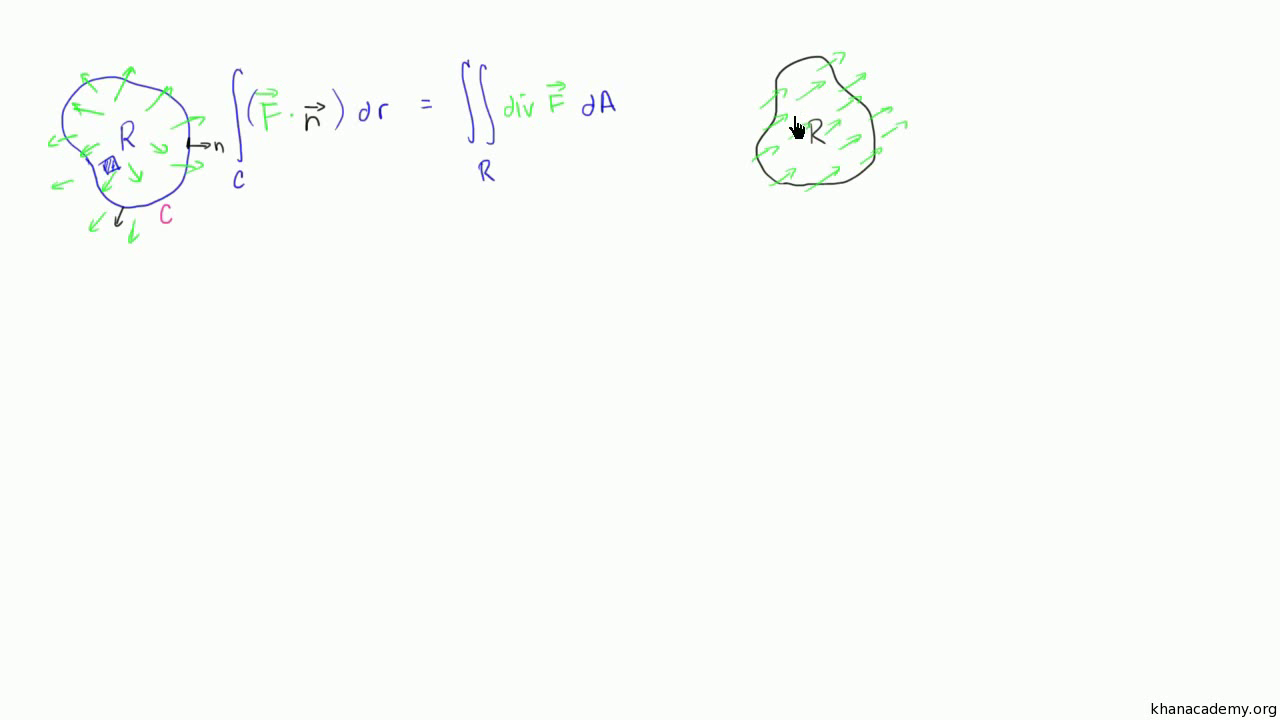 R n C
∫_C (F⃗ · n⃗) dr = ∬_R div F⃗ dA
R
khanacademy.org